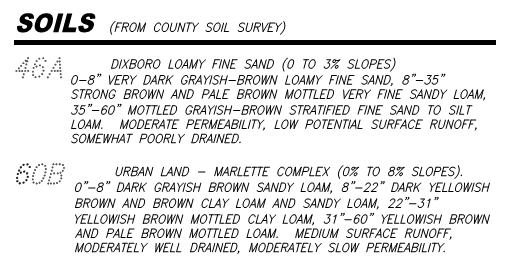 SOILS (FROM COUNTY SOIL SURVEY)
46A DIXBORO LOAMY FINE SAND (0 TO 3% SLOPES)
0-8" VERY DARK GRAYISH-BROWN LOAMY FINE SAND, 8"-35"
STRONG BROWN AND PALE BROWN MOTTLED VERY FINE SANDY LOAM,
35"-60" MOTTLED GRAYISH-BROWN STRATIFIED FINE SAND TO SILT
LOAM. MODERATE PERMEABILITY, LOW POTENTIAL SURFACE RUNOFF,
SOMEWHAT POORLY DRAINED.
60B URBAN LAND - MARLETTE COMPLEX (0% TO 8% SLOPES).
0"-8" DARK GRAYISH BROWN SANDY LOAM, 8"-22" DARK YELLOWISH
BROWN AND BROWN CLAY LOAM AND SANDY LOAM, 22"-31"
YELLOWISH BROWN MOTTLED CLAY LOAM, 31"-60" YELLOWISH BROWN
AND PALE BROWN MOTTLED LOAM. MEDIUM SURFACE RUNOFF,
MODERATELY WELL DRAINED, MODERATELY SLOW PERMEABILITY.